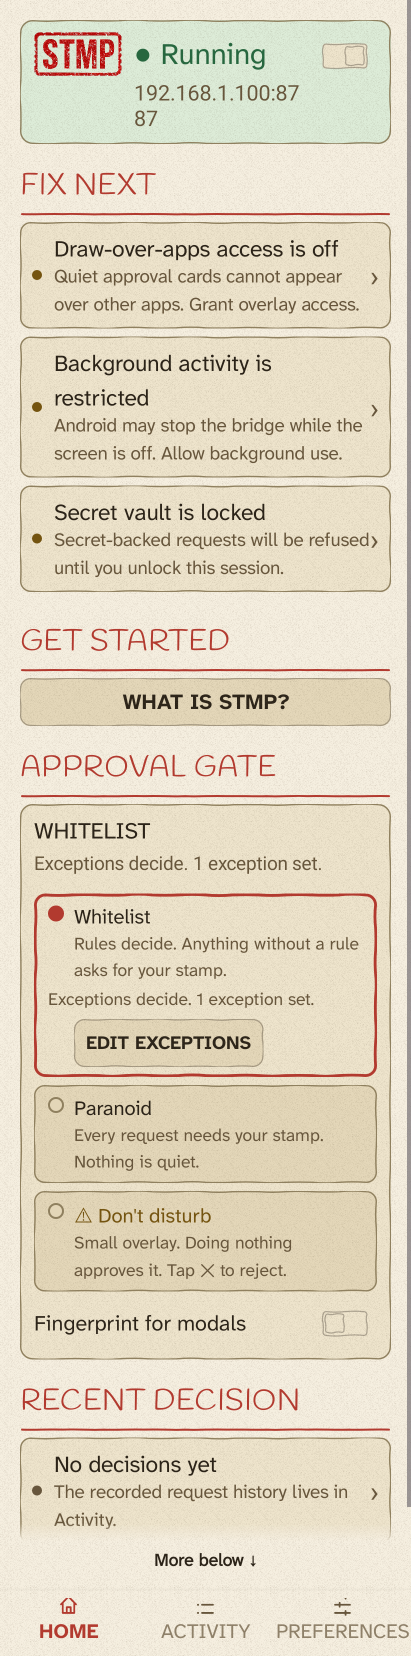 STMP
● Running
192.168.1.100:87
87
FIX NEXT
Draw-over-apps access is off
Quiet approval cards cannot appear
over other apps. Grant overlay access.
Background activity is
restricted
Android may stop the bridge while the
screen is off. Allow background use.
Secret vault is locked
Secret-backed requests will be refused
until you unlock this session.
GET STARTED
WHAT IS STMP?
APPROVAL GATE
WHITELIST
Exceptions decide. 1 exception set.
Whitelist
Rules decide. Anything without a rule
asks for your stamp.
Exceptions decide. 1 exception set.
EDIT EXCEPTIONS
Paranoid
Every request needs your stamp.
Nothing is quiet.
⚠ Don't disturb
Small overlay. Doing nothing
approves it. Tap ╳ to reject.
Fingerprint for modals
RECENT DECISION
No decisions yet
The recorded request history lives in
Activity.
More below ↓
HOME
ACTIVITY
PREFERENCES